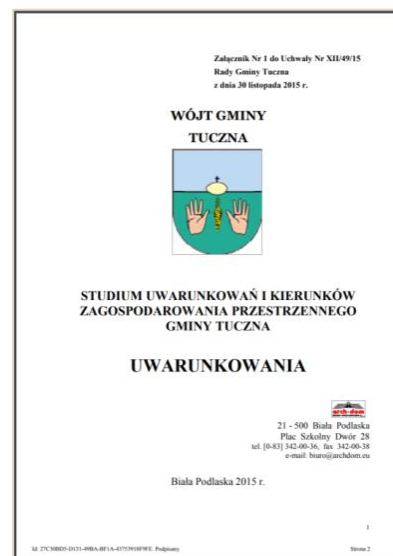 Załącznik Nr 1 do Uchwały Nr XII/49/15
Rady Gminy Tuczna
z dnia 30 listopada 2015 r.
WÓJT GMINY
TUCZNA
STUDIUM UWARUNKOWAŃ I KIERUNKÓW
ZAGOSPODAROWANIA PRZESTRZENNEGO
GMINY TUCZNA
UWARUNKOWANIA
arch-dom
21 - 500 Biała Podlaska
Plac Szkolny Dwór 28
tel. [0-83] 342-00-36, fax 342-00-38
e-mail: biuro@archdom.eu
Biała Podlaska 2015 r.
1
Podpisany
Strona 2